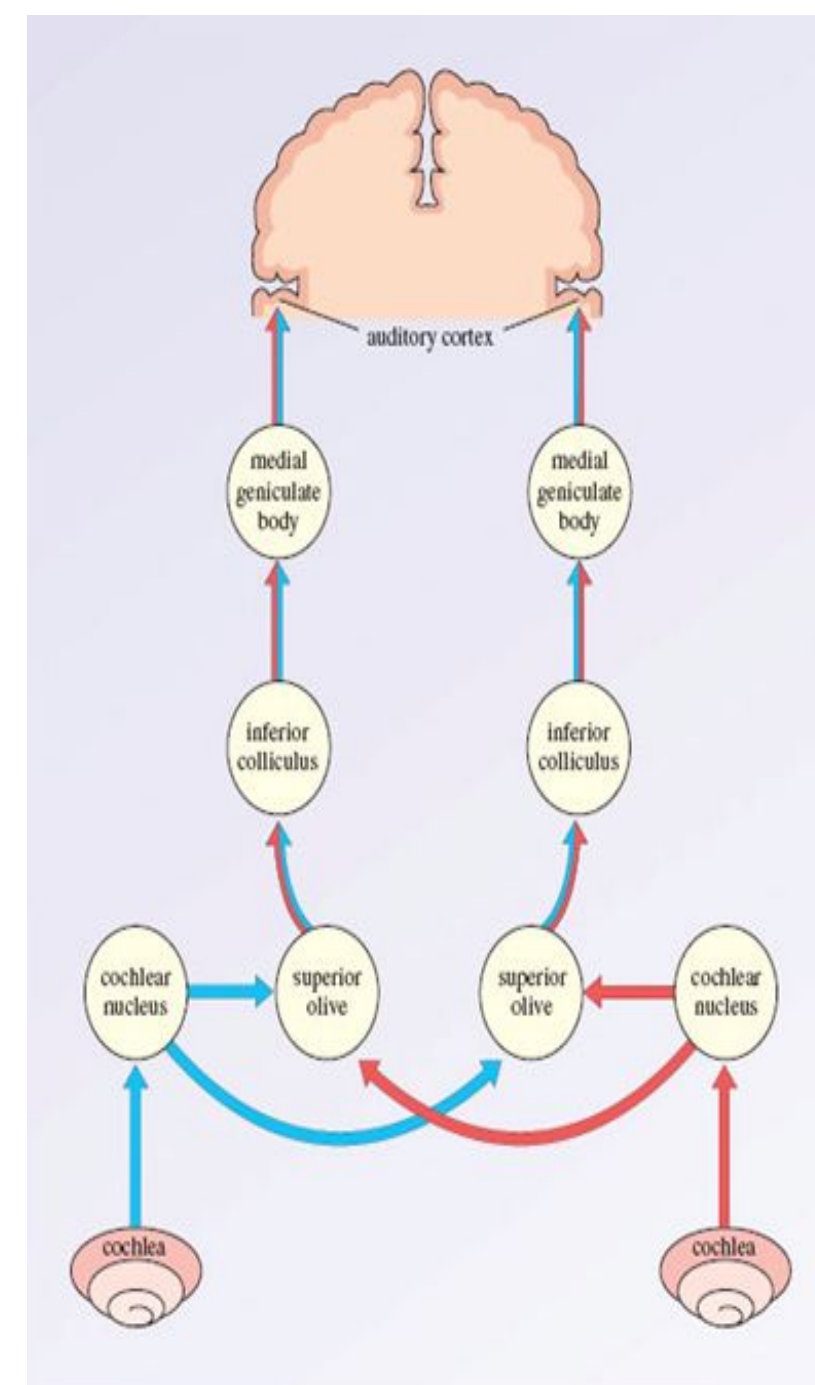 auditory cortex
medial
geniculate
body
medial
geniculate
body
inferior
colliculus
inferior
colliculus
cochlear
nucleus
superior
olive
superior
olive
cochlear
nucleus
cochlea
cochlea